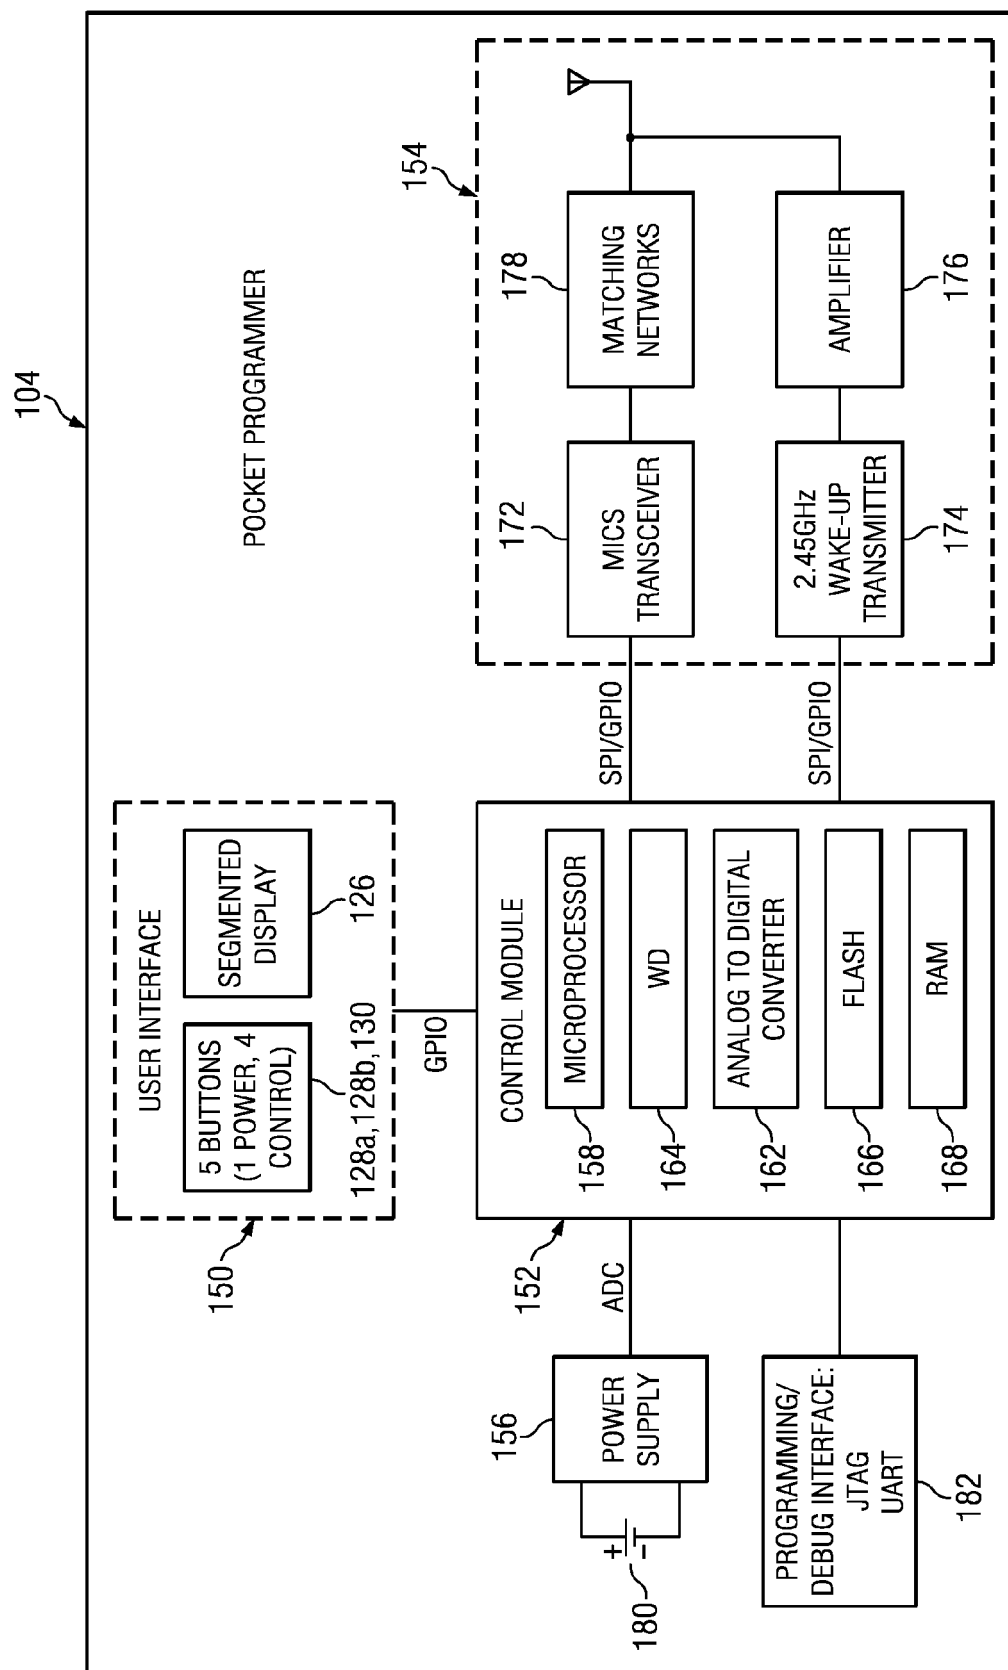 104
POCKET PROGRAMMER
150
USER INTERFACE
5 BUTTONS
(1 POWER, 4
CONTROL)
128a,128b,130
SEGMENTED
DISPLAY
126
GPIO
154
156
POWER
SUPPLY
+
-
180
ADC
152
CONTROL MODULE
158
MICROPROCESSOR
164
WD
162
ANALOG TO DIGITAL
CONVERTER
166
FLASH
168
RAM
SPI/GPIO
172
MICS
TRANSCEIVER
178
MATCHING
NETWORKS
PROGRAMMING/
DEBUG INTERFACE:
JTAG
UART
182
SPI/GPIO
2.45GHz
WAKE-UP
TRANSMITTER
174
AMPLIFIER
176